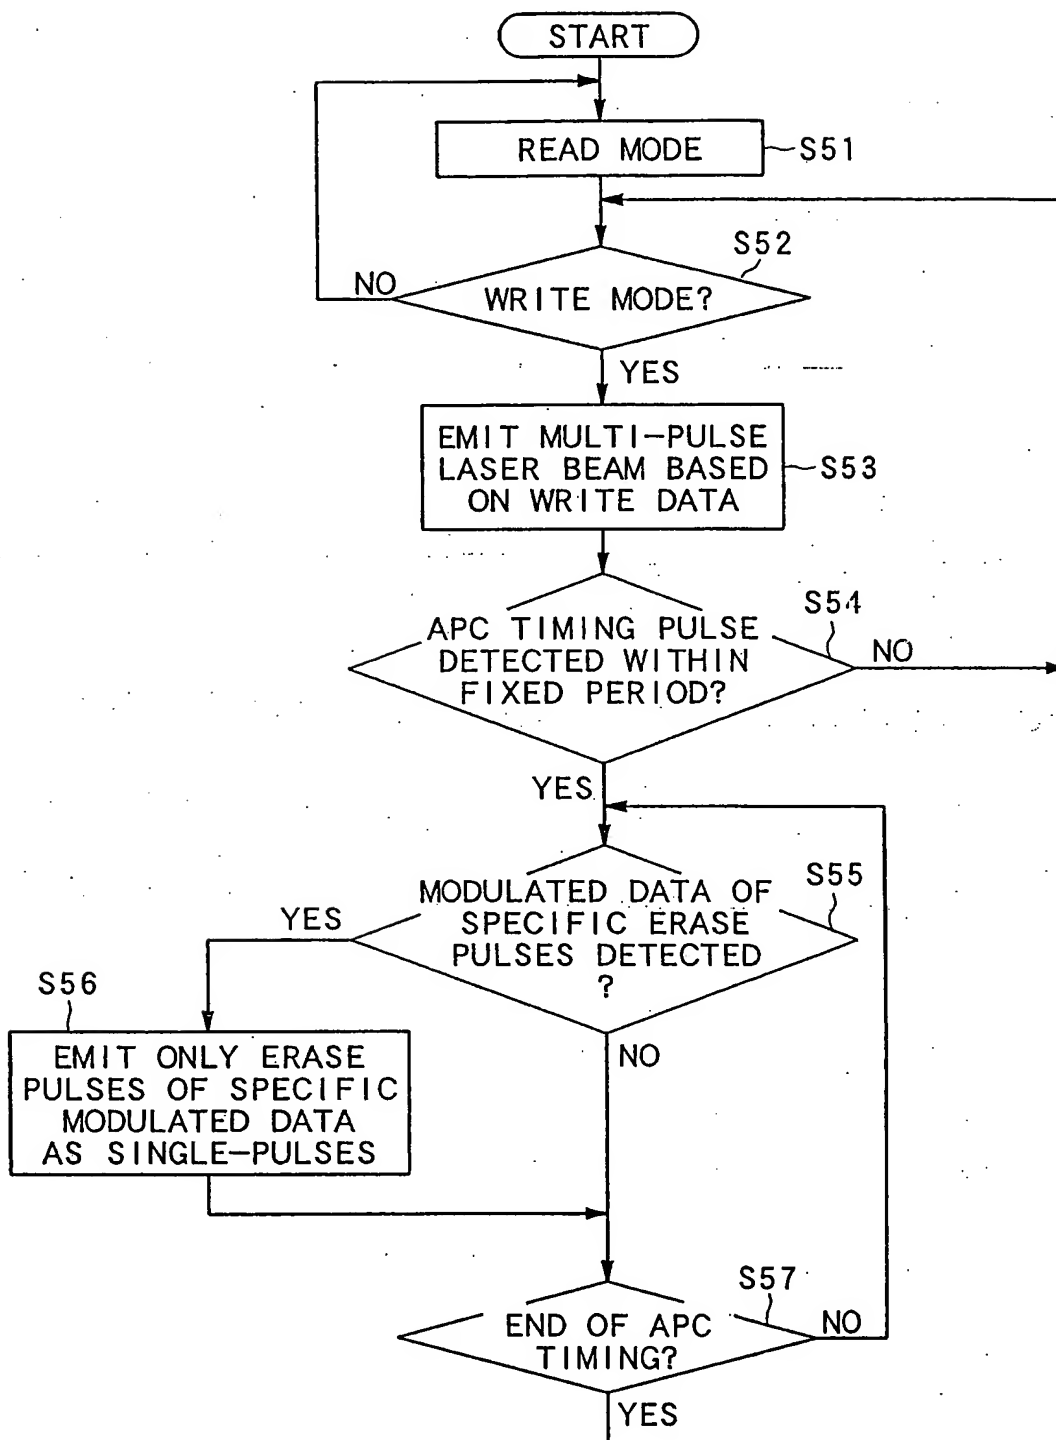 START
READ MODE
S51
S52
NO
WRITE MODE?
YES
EMIT MULTI-PULSE
LASER BEAM BASED
ON WRITE DATA
S53
S54
APC TIMING PULSE
DETECTED WITHIN
FIXED PERIOD?
NO
YES
S55
MODULATED DATA OF
SPECIFIC ERASE
PULSES DETECTED
?
YES
S56
NO
EMIT ONLY ERASE
PULSES OF SPECIFIC
MODULATED DATA
AS SINGLE-PULSES
S57
END OF APC
TIMING?
NO
YES